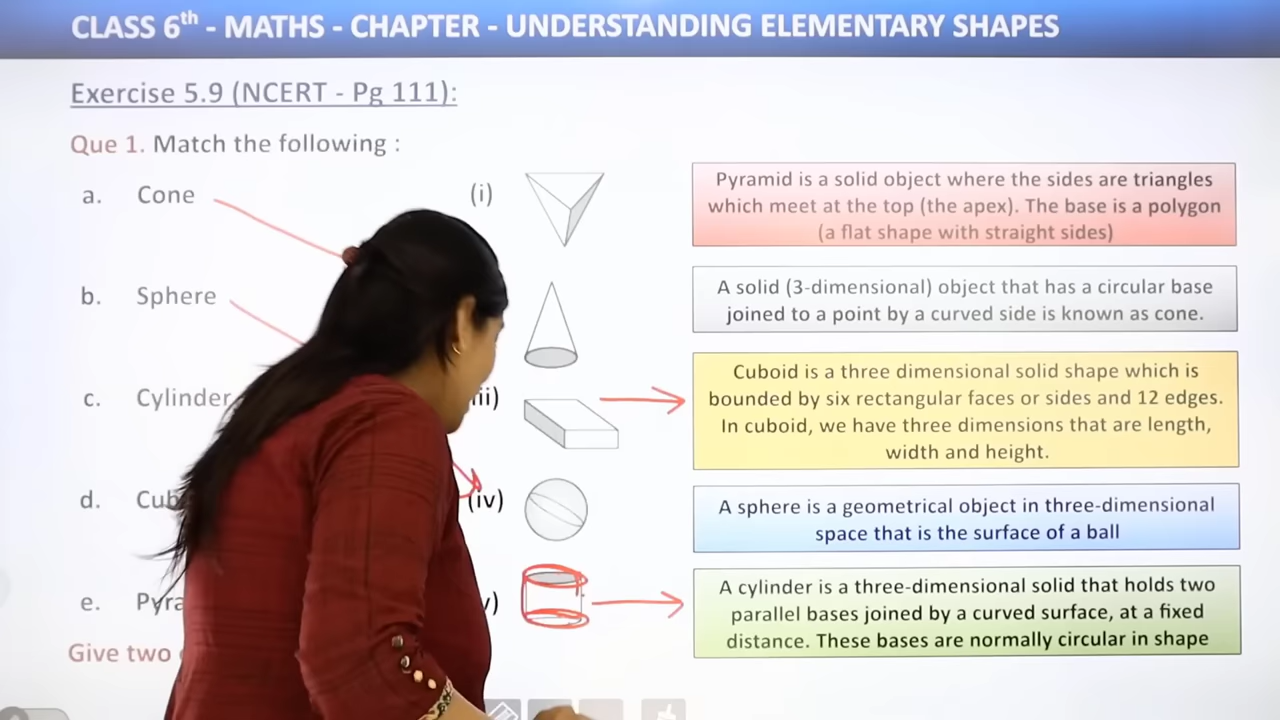 CLASS 6th - MATHS - CHAPTER - UNDERSTANDING ELEMENTARY SHAPES
Exercise 5.9 (NCERT - Pg 111):
Que 1. Match the following :
a. Cone
(i)
Pyramid is a solid object where the sides are triangles
which meet at the top (the apex). The base is a polygon
(a flat shape with straight sides)
b. Sphere
A solid (3-dimensional) object that has a circular base
joined to a point by a curved side is known as cone.
c. Cylinder
Cuboid is a three dimensional solid shape which is
bounded by six rectangular faces or sides and 12 edges.
In cuboid, we have three dimensions that are length,
width and height.
d.
(iv)
A sphere is a geometrical object in three-dimensional
space that is the surface of a ball
e.
A cylinder is a three-dimensional solid that holds two
parallel bases joined by a curved surface, at a fixed
distance. These bases are normally circular in shape
Give two